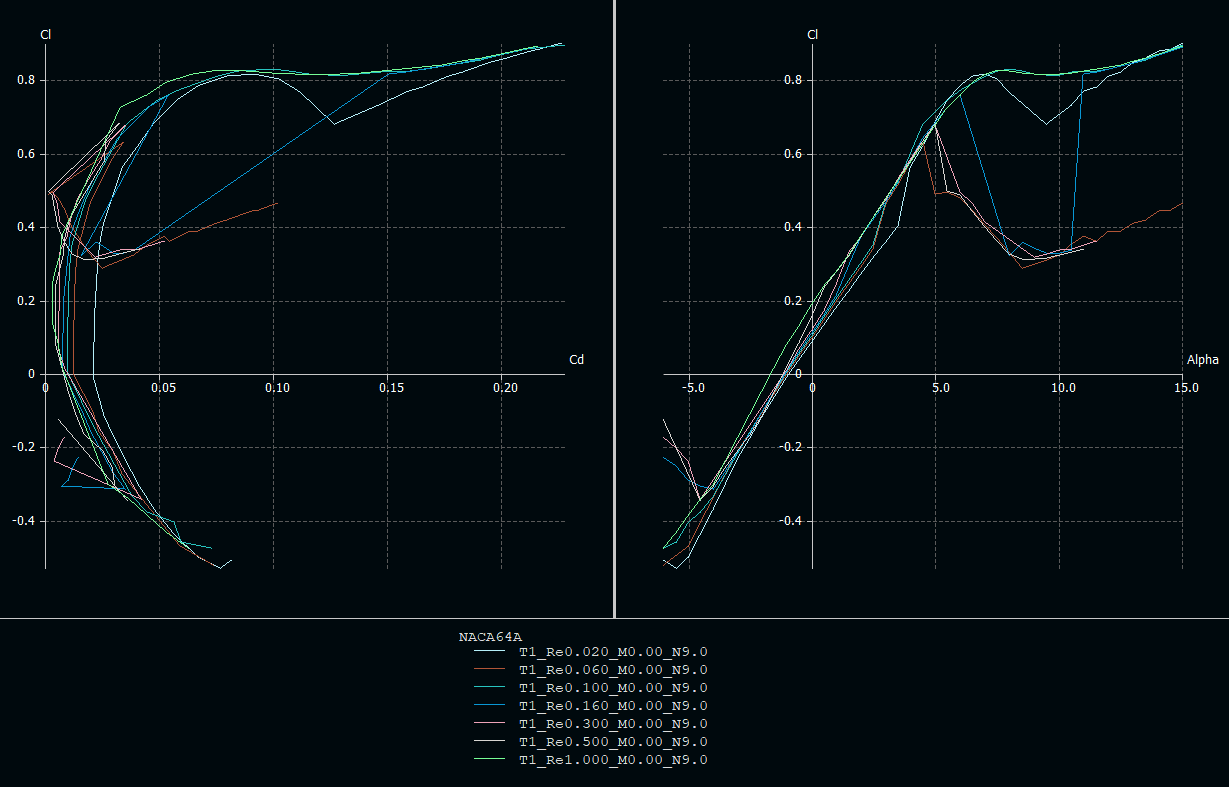 Cl
0.8
0.6
0.4
0.2
0
-0.2
-0.4
0
0.05
0.10
0.15
0.20
Cd
Cl
0.8
0.6
0.4
0.2
0
-0.2
-0.4
-5.0
0
5.0
10.0
15.0
Alpha
NACA64A
T1_Re0.020_M0.00_N9.0
T1_Re0.060_M0.00_N9.0
T1_Re0.100_M0.00_N9.0
T1_Re0.160_M0.00_N9.0
T1_Re0.300_M0.00_N9.0
T1_Re0.500_M0.00_N9.0
T1_Re1.000_M0.00_N9.0